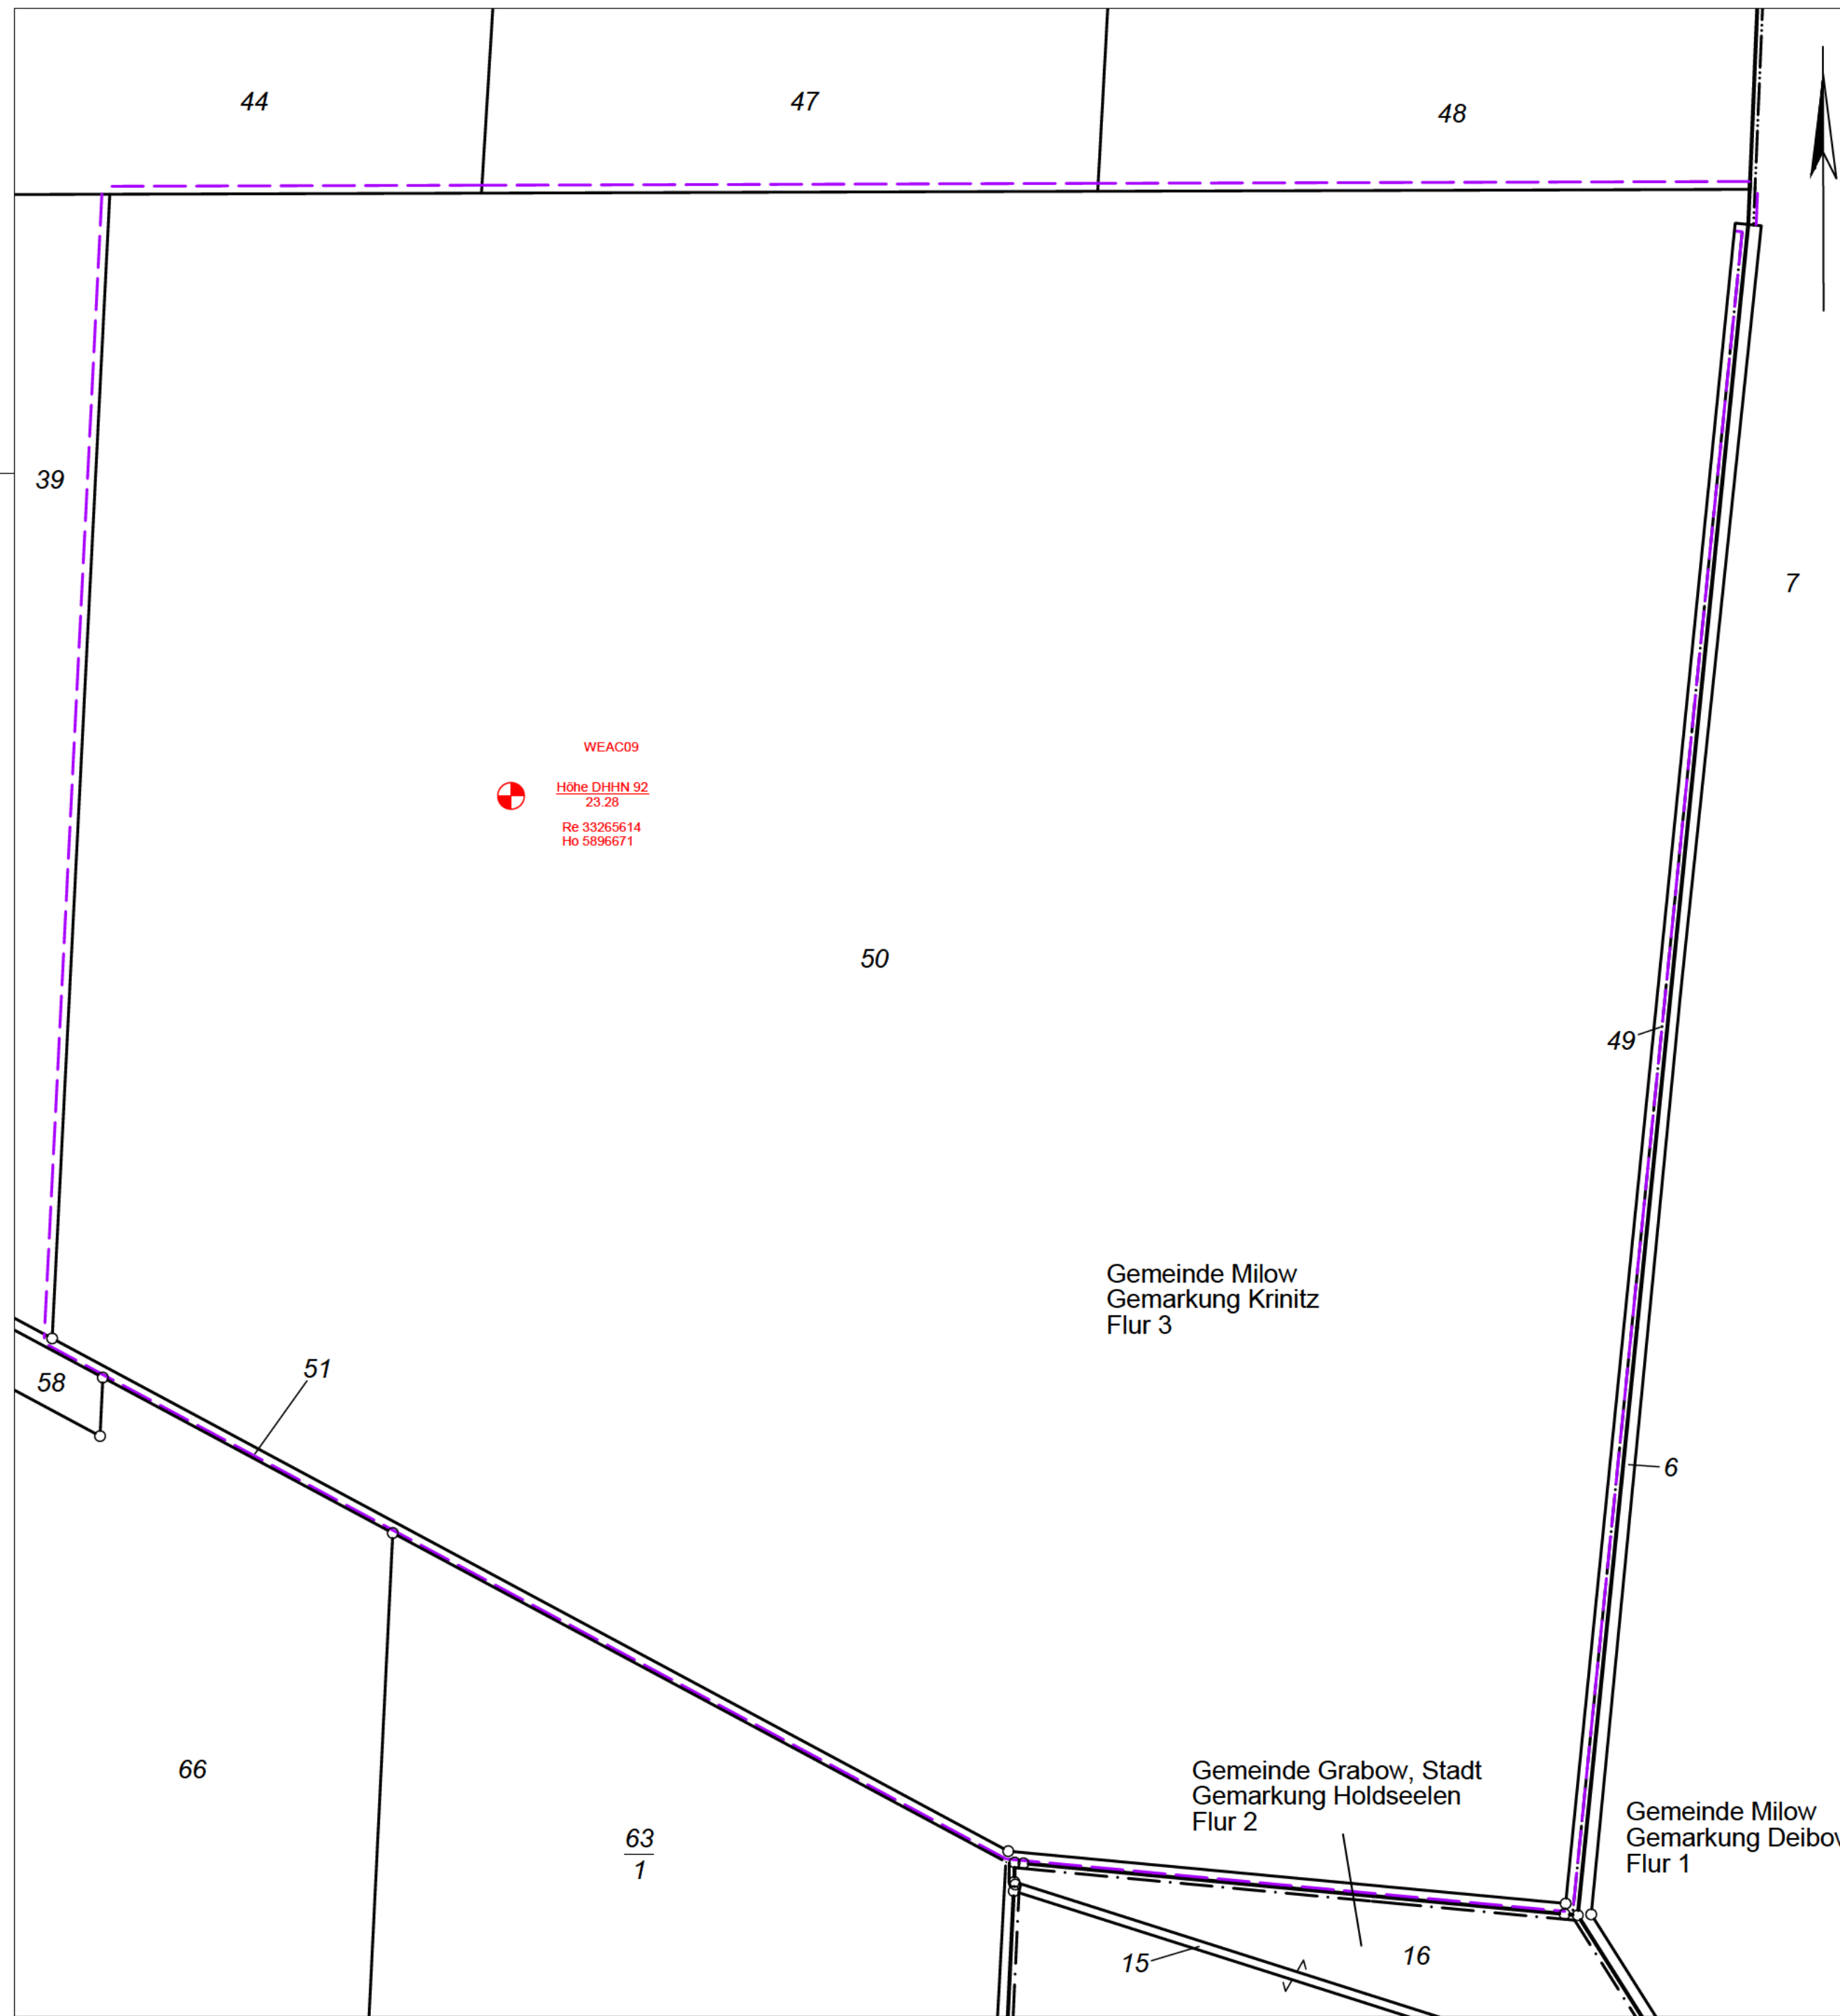 44
47
48
39
7
WEAC09
Höhe DHHN 92
23.28
Re 33265614
Ho 5896671
50
49
Gemeinde Milow
Gemarkung Krinitz
Flur 3
51
58
6
66
63
1
Gemeinde Grabow, Stadt
Gemarkung Holdseelen
Flur 2
Gemeinde Milow
Gemarkung Deibov
Flur 1
15
16